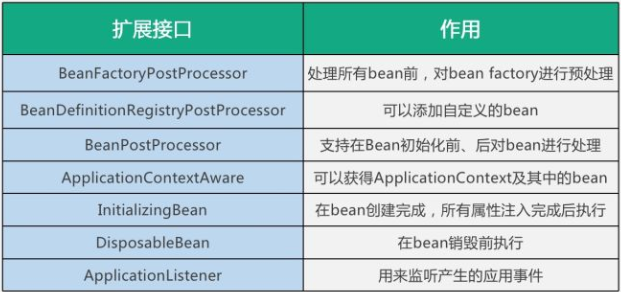 扩展接口 作用
BeanFactoryPostProcessor 处理所有bean前，对bean factory进行预处理
BeanDefinitionRegistryPostProcessor 可以添加自定义的bean
BeanPostProcessor 支持在Bean初始化前、后对bean进行处理
ApplicationContextAware 可以获得ApplicationContext及其中的bean
InitializingBean 在bean创建完成，所有属性注入完成后执行
DisposableBean 在bean销毁前执行
ApplicationListener 用来监听产生的应用事件